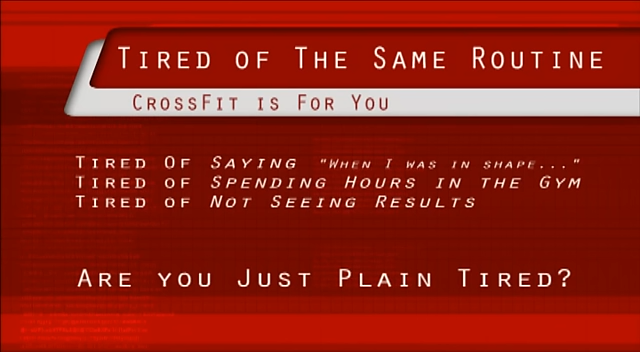 Tired of The Same Routine
CrossFit is For You
Tired Of Saying "When I was in shape..."
Tired of Spending Hours in the Gym
Tired of Not Seeing Results
Are you Just Plain Tired?